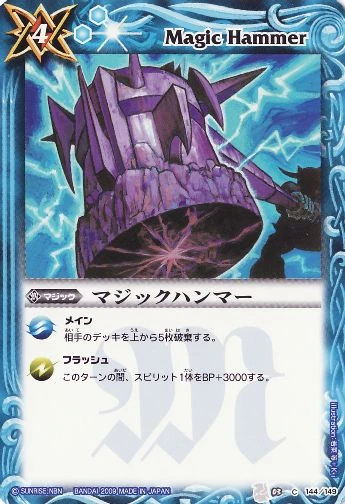 4
Magic Hammer
マジック
マジックハンマー
メイン
相手のデッキを上から5枚破棄する。
フラッシュ
このターンの間、スピリット1体をBP+3000する。
© SUNRISE,NBN BANDAI 2009 MADE IN JAPAN
C 144/149